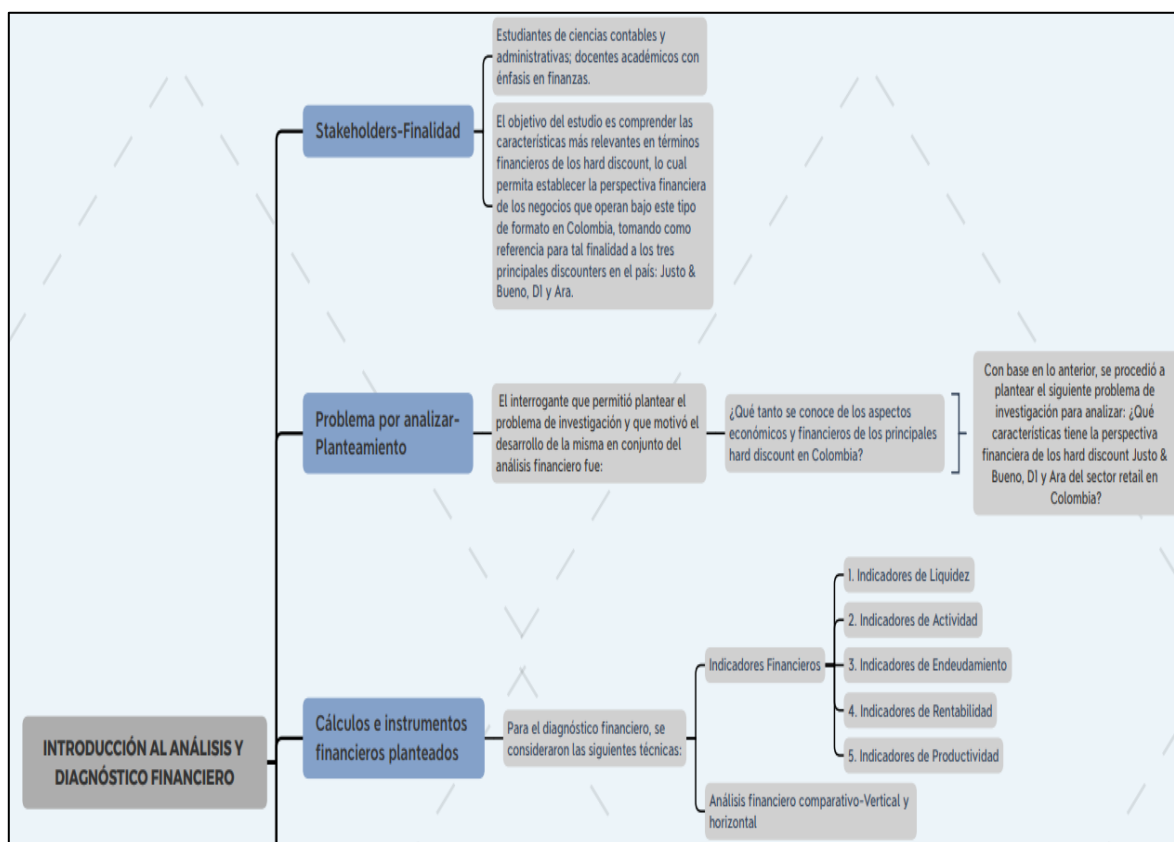 Estudiantes de ciencias contables y
administrativas; docentes académicos con
énfasis en finanzas.
Stakeholders-Finalidad
El objetivo del estudio es comprender las
características más relevantes en términos
financieros de los hard discount, lo cual
permita establecer la perspectiva financiera
de los negocios que operan bajo este tipo
de formato en Colombia, tomando como
referencia para tal finalidad a los tres
principales discounters en el país: Justo &
Bueno, D1 y Ara.
Problema por analizar-
Planteamiento
El interrogante que permitió plantear el
problema de investigación y que motivó el
desarrollo de la misma en conjunto del
análisis financiero fue:
¿Qué tanto se conoce de los aspectos
económicos y financieros de los principales
hard discount en Colombia?
Con base en lo anterior, se procedió a
plantear el siguiente problema de
investigación para analizar: ¿Qué
características tiene la perspectiva
financiera de los hard discount Justo &
Bueno, D1 y Ara del sector retail en
Colombia?
INTRODUCCIÓN AL ANÁLISIS Y
DIAGNÓSTICO FINANCIERO
Cálculos e instrumentos
financieros planteados
Para el diagnóstico financiero, se
consideraron las siguientes técnicas:
Indicadores Financieros
1. Indicadores de Liquidez
2. Indicadores de Actividad
3. Indicadores de Endeudamiento
4. Indicadores de Rentabilidad
5. Indicadores de Productividad
Análisis financiero comparativo-Vertical y
horizontal